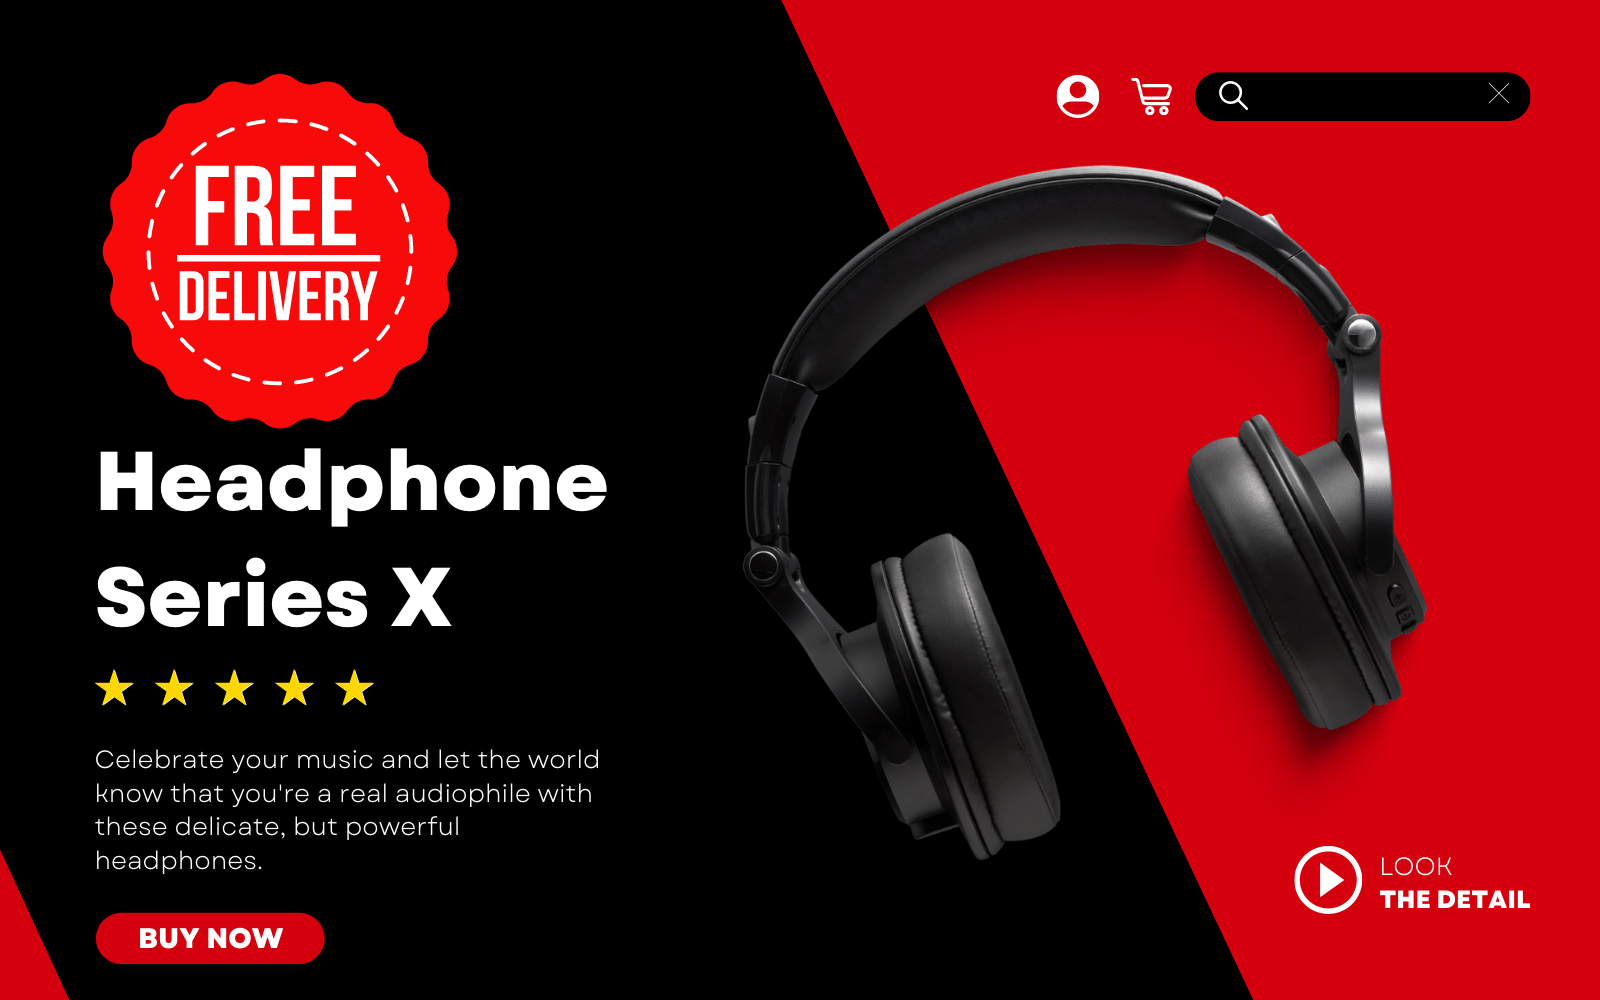 FREE
DELIVERY
Headphone
Series X
Celebrate your music and let the world
know that you're a real audiophile with
these delicate, but powerful
headphones.
BUY NOW
LOOK
THE DETAIL